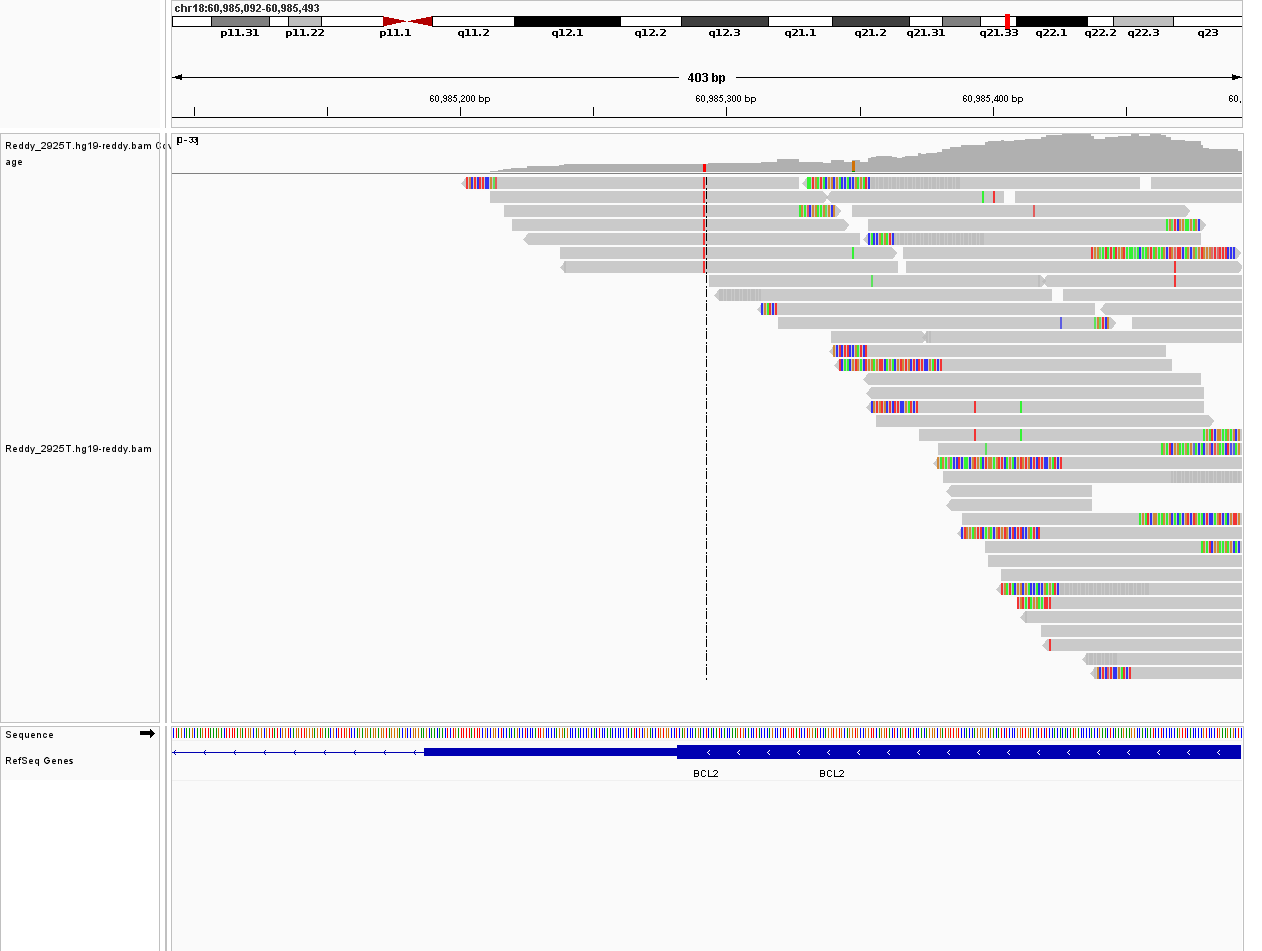 chr18:60,985,092-60,985,493
p11.31 p11.22 p11.1 q11.2 q12.1 q12.2 q12.3 q21.1 q21.2 q21.31 q21.33 q22.1 q22.2 q22.3 q23
403 bp
60,985,200 bp 60,985,300 bp 60,985,400 bp 60,
Reddy_2925T.hg19-reddy.bam Cov
age
Reddy_2925T.hg19-reddy.bam
Sequence
RefSeq Genes
BCL2 BCL2